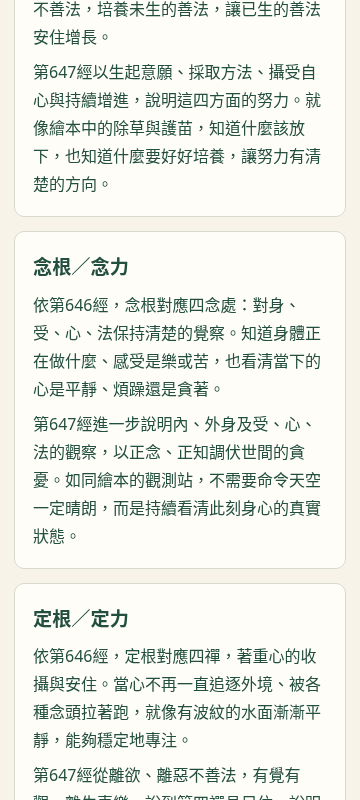 不善法，培養未生的善法，讓已生的善法
安住增長。
第647經以生起意願、採取方法、攝受自
心與持續增進，說明這四方面的努力。就
像繪本中的除草與護苗，知道什麼該放
下，也知道什麼要好好培養，讓努力有清
楚的方向。
念根／念力
依第646經，念根對應四念處：對身、
受、心、法保持清楚的覺察。知道身體正
在做什麼、感受是樂或苦，也看清當下的
心是平靜、煩躁還是貪著。
第647經進一步說明內、外身及受、心、
法的觀察，以正念、正知調伏世間的貪
憂。如同繪本的觀測站，不需要命令天空
一定晴朗，而是持續看清此刻身心的真實
狀態。
定根／定力
依第646經，定根對應四禪，著重心的收
攝與安住。當心不再一直追逐外境、被各
種念頭拉著跑，就像有波紋的水面漸漸平
靜，能夠穩定地專注。
第647經從離欲、離惡不善法，有覺有